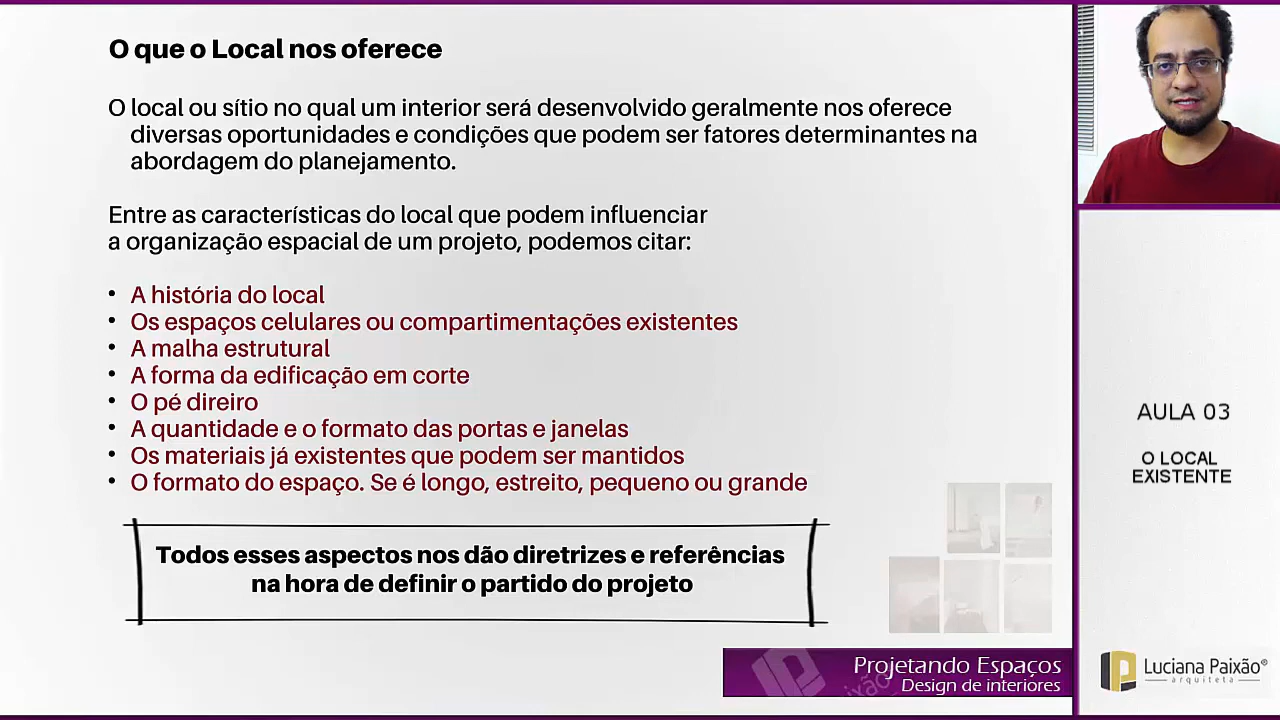 O que o Local nos oferece
O local ou sítio no qual um interior será desenvolvido geralmente nos oferece
diversas oportunidades e condições que podem ser fatores determinantes na
abordagem do planejamento.
Entre as características do local que podem influenciar
a organização espacial de um projeto, podemos citar:
• A história do local
• Os espaços celulares ou compartimentações existentes
• A malha estrutural
• A forma da edificação em corte
• O pé direiro
• A quantidade e o formato das portas e janelas
• Os materiais já existentes que podem ser mantidos
• O formato do espaço. Se é longo, estreito, pequeno ou grande
Todos esses aspectos nos dão diretrizes e referências
na hora de definir o partido do projeto
Projetando Espaços
Design de interiores
AULA 03
O LOCAL
EXISTENTE
Luciana Paixão®
arquiteta